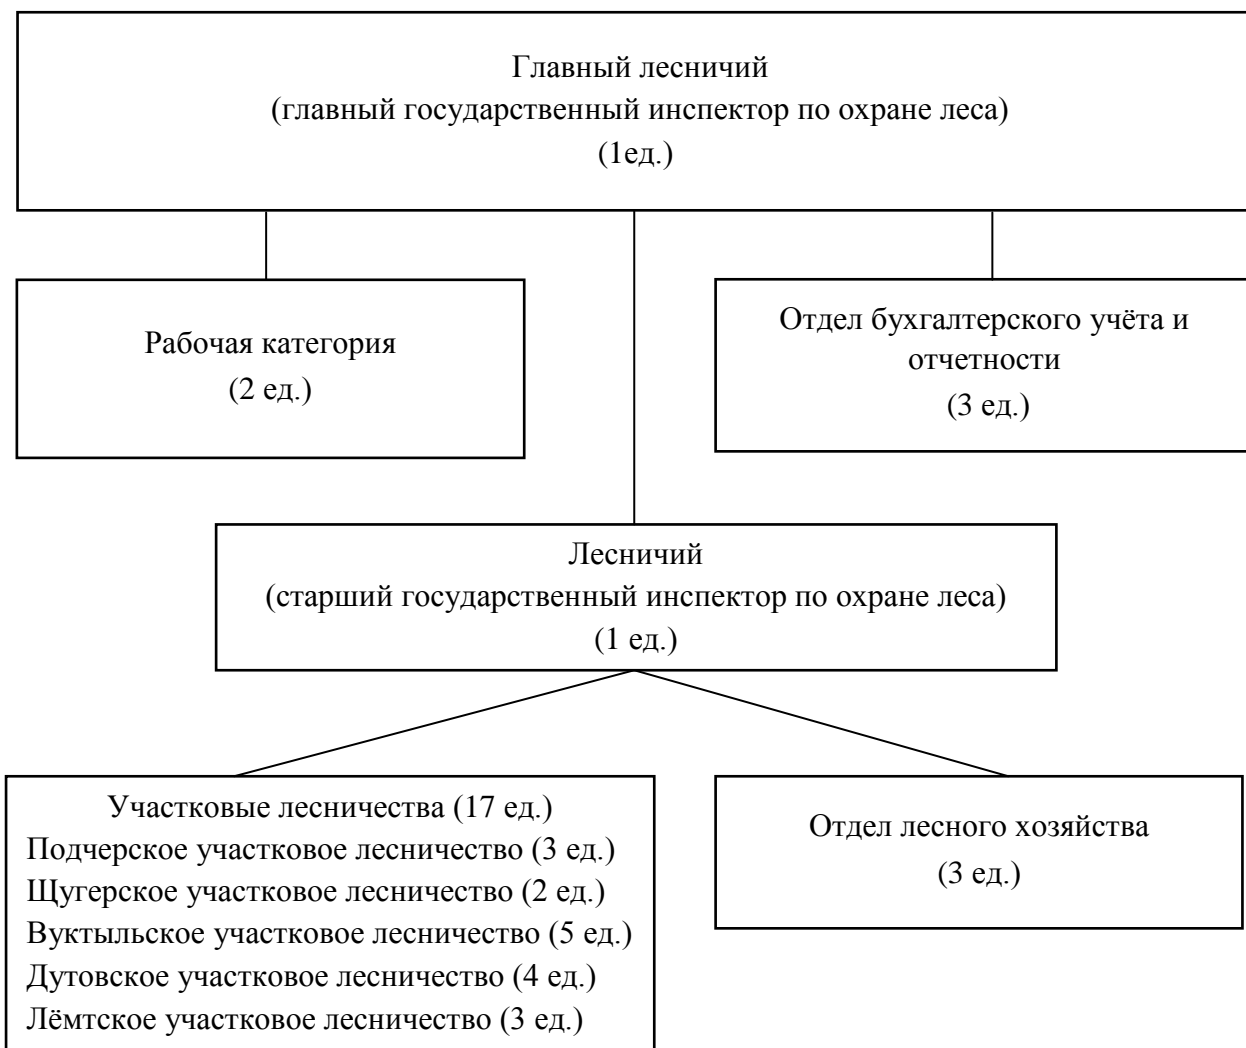 Главный лесничий
(главный государственный инспектор по охране леса)
(1ед.)
Рабочая категория
(2 ед.)
Отдел бухгалтерского учёта и
отчетности
(3 ед.)
Лесничий
(старший государственный инспектор по охране леса)
(1 ед.)
Участковые лесничества (17 ед.)
Подчерское участковое лесничество (3 ед.)
Щугерское участковое лесничество (2 ед.)
Вуктыльское участковое лесничество (5 ед.)
Дутовское участковое лесничество (4 ед.)
Лёмтское участковое лесничество (3 ед.)
Отдел лесного хозяйства
(3 ед.)